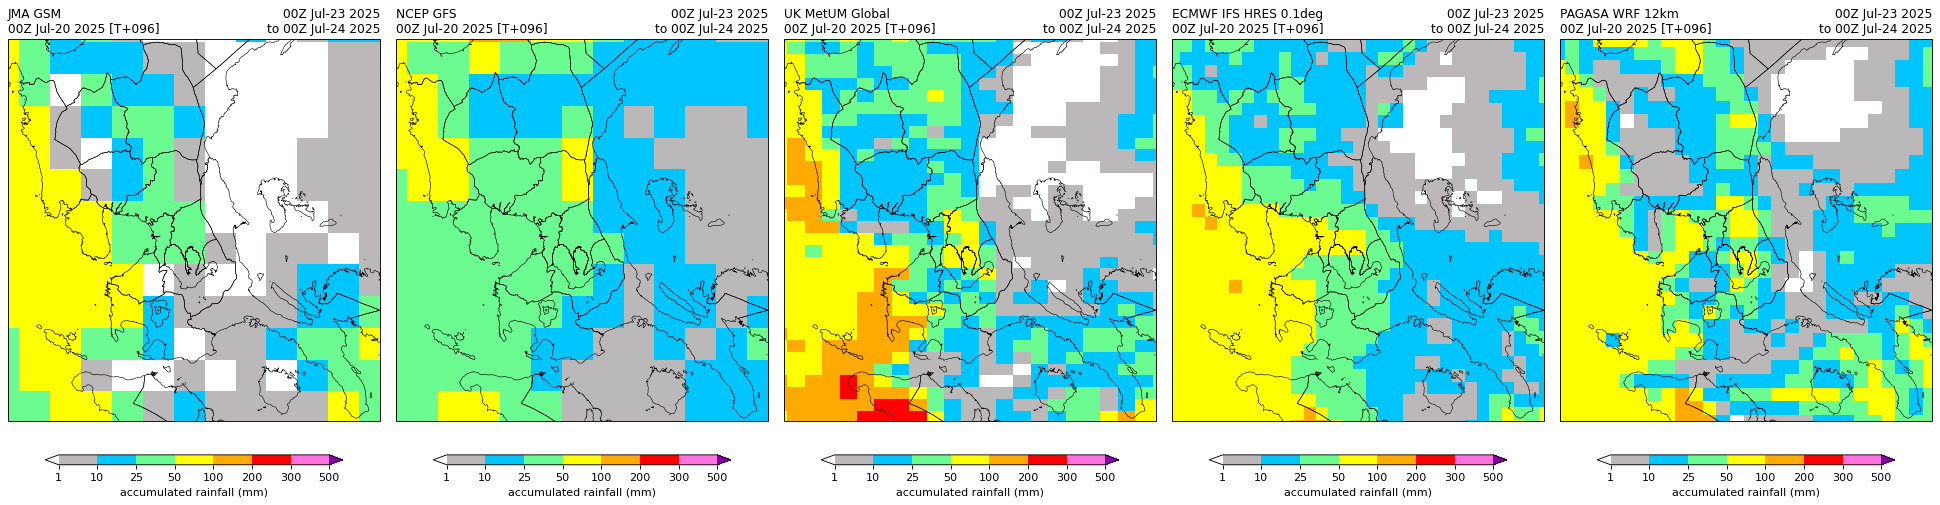 JMA GSM 00Z Jul-23 2025
00Z Jul-20 2025 [T+096] to 00Z Jul-24 2025
1 10 25 50 100 200 300 500
accumulated rainfall (mm)
NCEP GFS 00Z Jul-23 2025
00Z Jul-20 2025 [T+096] to 00Z Jul-24 2025
1 10 25 50 100 200 300 500
accumulated rainfall (mm)
UK MetUM Global 00Z Jul-23 2025
00Z Jul-20 2025 [T+096] to 00Z Jul-24 2025
1 10 25 50 100 200 300 500
accumulated rainfall (mm)
ECMWF IFS HRES 0.1deg 00Z Jul-23 2025
00Z Jul-20 2025 [T+096] to 00Z Jul-24 2025
1 10 25 50 100 200 300 500
accumulated rainfall (mm)
PAGASA WRF 12km 00Z Jul-23 2025
00Z Jul-20 2025 [T+096] to 00Z Jul-24 2025
1 10 25 50 100 200 300 500
accumulated rainfall (mm)